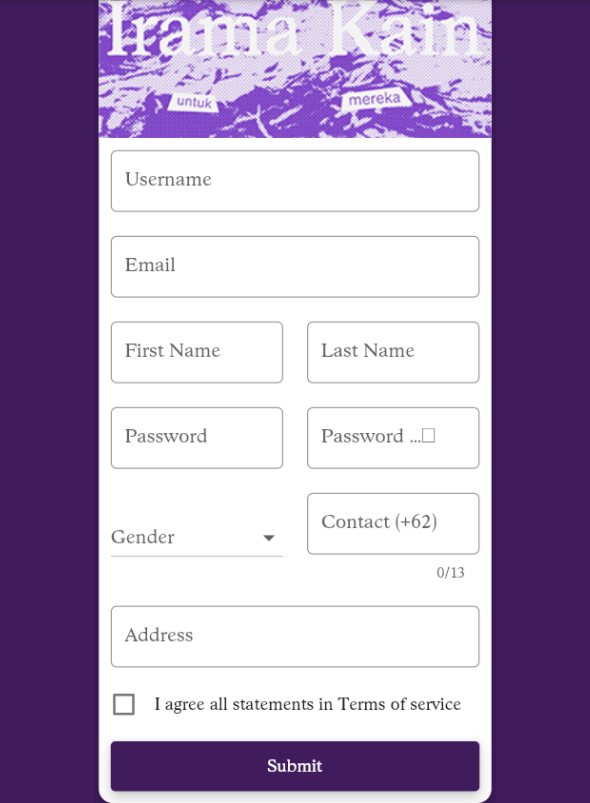 Irama Kain
untuk mereka
Username
Email
First Name Last Name
Password Password ...□
Gender Contact (+62)
0/13
Address
I agree all statements in Terms of service
Submit